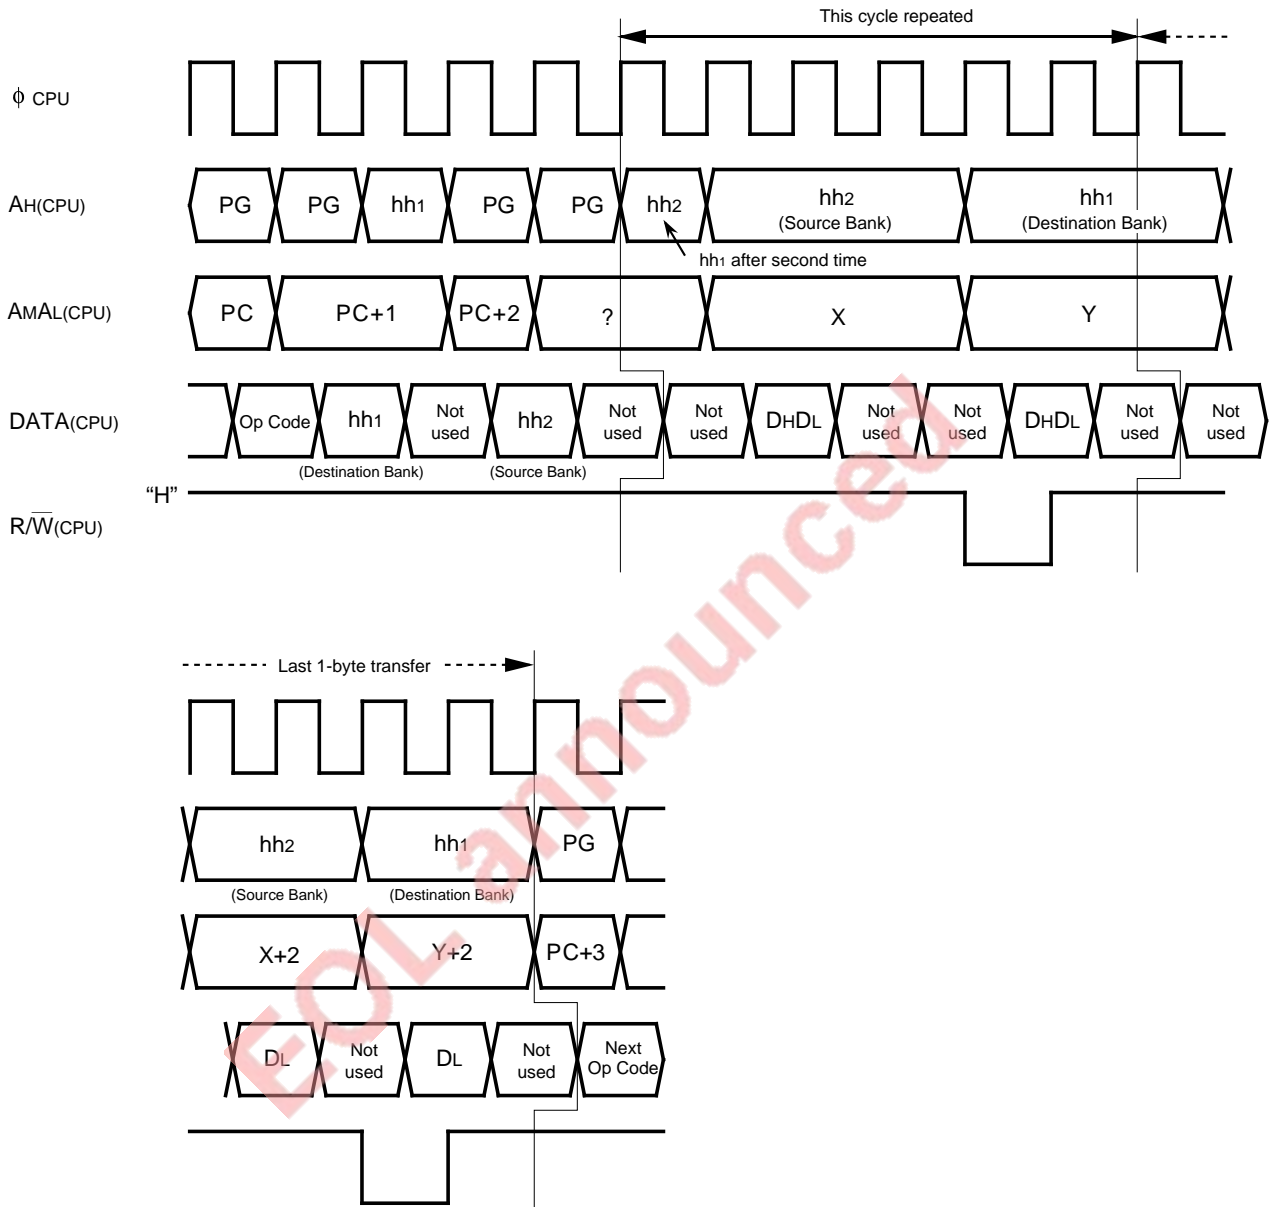 This cycle repeated
ϕ CPU
AH(CPU) PG PG hh1 PG PG hh2 hh2 hh1
(Source Bank) (Destination Bank)
hh1 after second time
AMAL(CPU) PC PC+1 PC+2 ? X Y
DATA(CPU) Op Code hh1 Not used hh2 Not used Not used DHDL Not used Not used DHDL Not used Not used
(Destination Bank) (Source Bank)
“H”
R/W̅(CPU)
Last 1-byte transfer
hh2 hh1 PG
(Source Bank) (Destination Bank)
X+2 Y+2 PC+3
DL Not used DL Not used Next Op Code
EOL announced